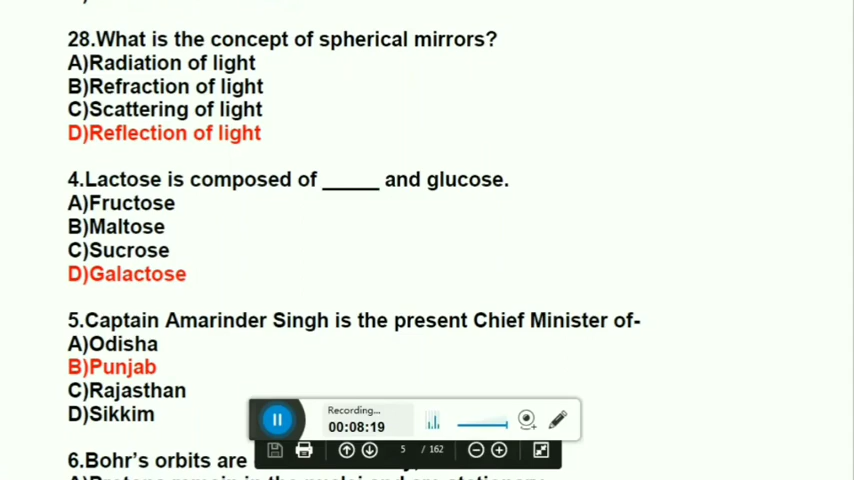 28.What is the concept of spherical mirrors?
A)Radiation of light
B)Refraction of light
C)Scattering of light
D)Reflection of light
4.Lactose is composed of _____ and glucose.
A)Fructose
B)Maltose
C)Sucrose
D)Galactose
5.Captain Amarinder Singh is the present Chief Minister of-
A)Odisha
B)Punjab
C)Rajasthan
D)Sikkim
Recording...
00:08:19
5 / 162
6.Bohr's orbits are